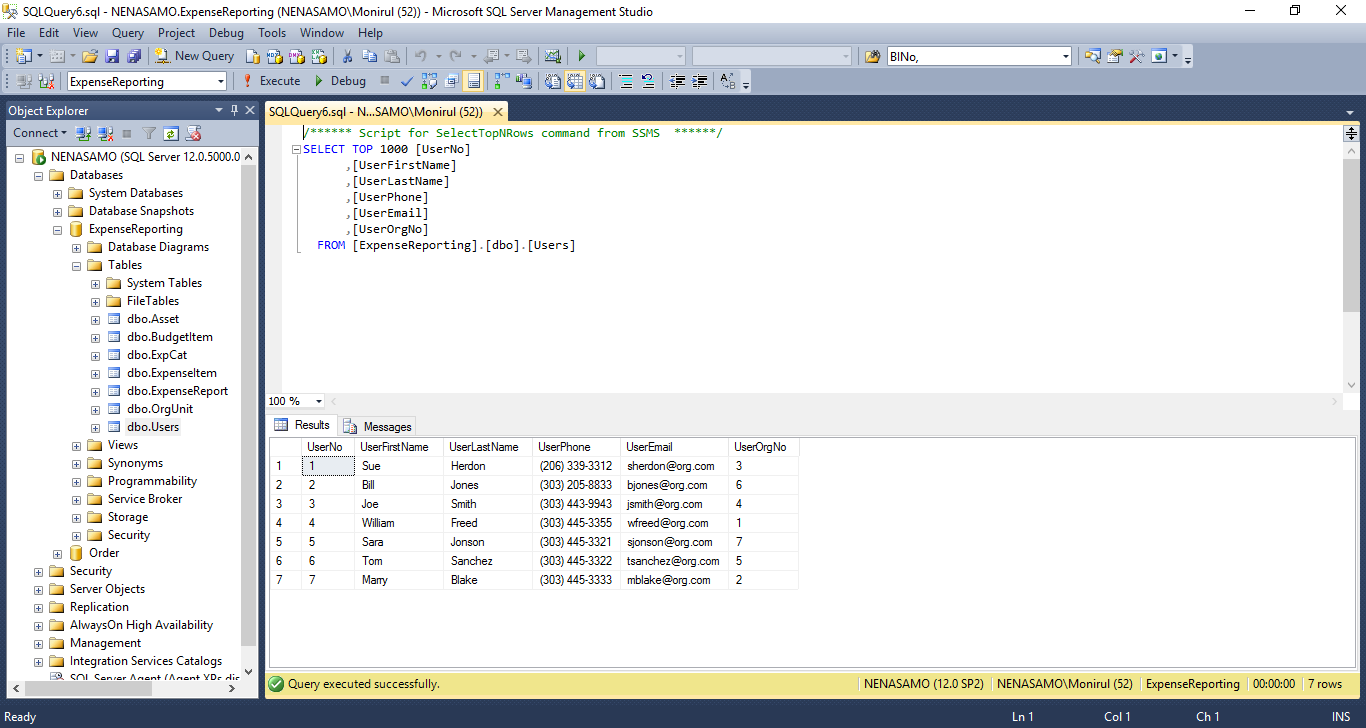 SQLQuery6.sql - NENASAMO.ExpenseReporting (NENASAMO\Monirul (52)) - Microsoft SQL Server Management Studio
File Edit View Query Project Debug Tools Window Help
New Query BINo,
ExpenseReporting Execute Debug
Object Explorer
Connect
NENASAMO (SQL Server 12.0.5000.0
Databases
System Databases
Database Snapshots
ExpenseReporting
Database Diagrams
Tables
System Tables
FileTables
dbo.Asset
dbo.BudgetItem
dbo.ExpCat
dbo.ExpenseItem
dbo.ExpenseReport
dbo.OrgUnit
dbo.Users
Views
Synonyms
Programmability
Service Broker
Storage
Security
Order
Security
Server Objects
Replication
AlwaysOn High Availability
Management
Integration Services Catalogs
SQL Server Agent (Agent XPs dis
SQLQuery6.sql - N...SAMO\Monirul (52))
/****** Script for SelectTopNRows command from SSMS  ******/
SELECT TOP 1000 [UserNo]
,[UserFirstName]
,[UserLastName]
,[UserPhone]
,[UserEmail]
,[UserOrgNo]
FROM [ExpenseReporting].[dbo].[Users]
100 %
Results Messages
UserNo UserFirstName UserLastName UserPhone UserEmail UserOrgNo
1 1 Sue Herdon (206) 339-3312 sherdon@org.com 3
2 2 Bill Jones (303) 205-8833 bjones@org.com 6
3 3 Joe Smith (303) 443-9943 jsmith@org.com 4
4 4 William Freed (303) 445-3355 wfreed@org.com 1
5 5 Sara Jonson (303) 445-3321 sjonson@org.com 7
6 6 Tom Sanchez (303) 445-3322 tsanchez@org.com 5
7 7 Marry Blake (303) 445-3333 mblake@org.com 2
Query executed successfully. NENASAMO (12.0 SP2) NENASAMO\Monirul (52) ExpenseReporting 00:00:00 7 rows
Ready Ln 1 Col 1 Ch 1 INS